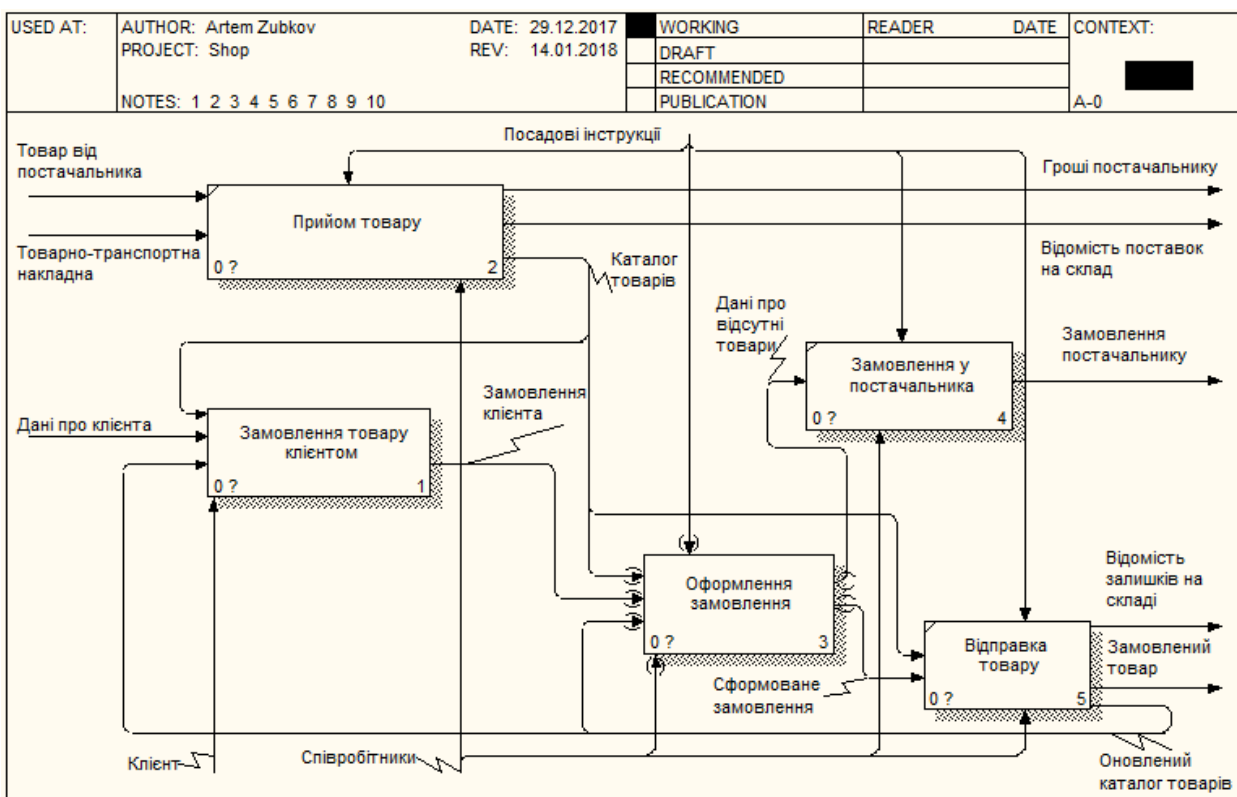 USED AT:
AUTHOR: Artem Zubkov
DATE: 29.12.2017
PROJECT: Shop
REV: 14.01.2018
NOTES: 1 2 3 4 5 6 7 8 9 10
WORKING
DRAFT
RECOMMENDED
PUBLICATION
READER
DATE
CONTEXT:
A-0
Посадові інструкції
Товар від
постачальника
Гроші постачальнику
Прийом товару
0 ?
2
Товарно-транспортна
накладна
Відомість поставок
на склад
Каталог
товарів
Дані про
відсутні
товари
Замовлення
постачальнику
Замовлення у
постачальника
0 ?
4
Замовлення
клієнта
Дані про клієнта
Замовлення товару
клієнтом
0 ?
1
Оформлення
замовлення
0 ?
3
Відомість
залишків на
складі
Відправка
товару
0 ?
5
Замовлений
товар
Сформоване
замовлення
Клієнт
Співробітники
Оновлений
каталог товарів